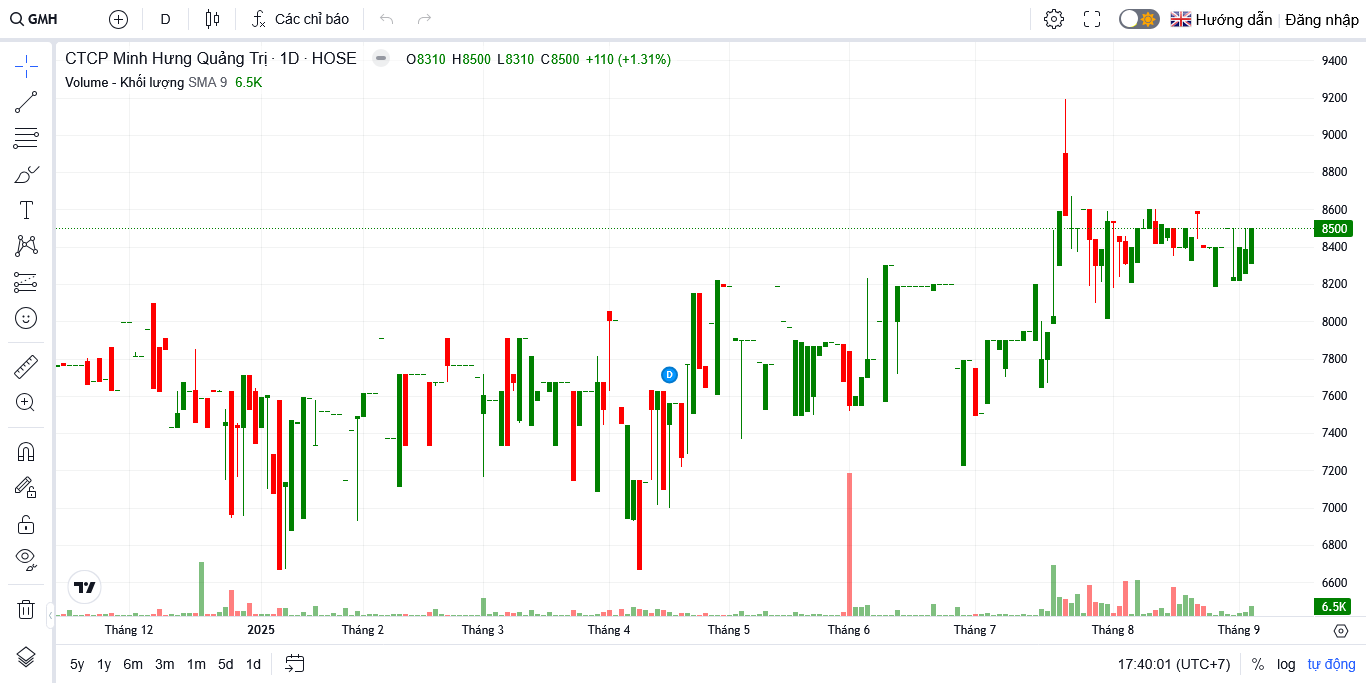 GMH D Các chỉ báo Hướng dẫn Đăng nhập
CTCP Minh Hưng Quảng Trị · 1D · HOSE O8310 H8500 L8310 C8500 +110 (+1.31%)
Volume - Khối lượng SMA 9 6.5K
9400
9200
9000
8800
8600
8500
8400
8200
8000
7800
7600
7400
7200
7000
6800
6600
6.5K
D
Tháng 12 2025 Tháng 2 Tháng 3 Tháng 4 Tháng 5 Tháng 6 Tháng 7 Tháng 8 Tháng 9
5y 1y 6m 3m 1m 5d 1d 17:40:01 (UTC+7) % log tự động